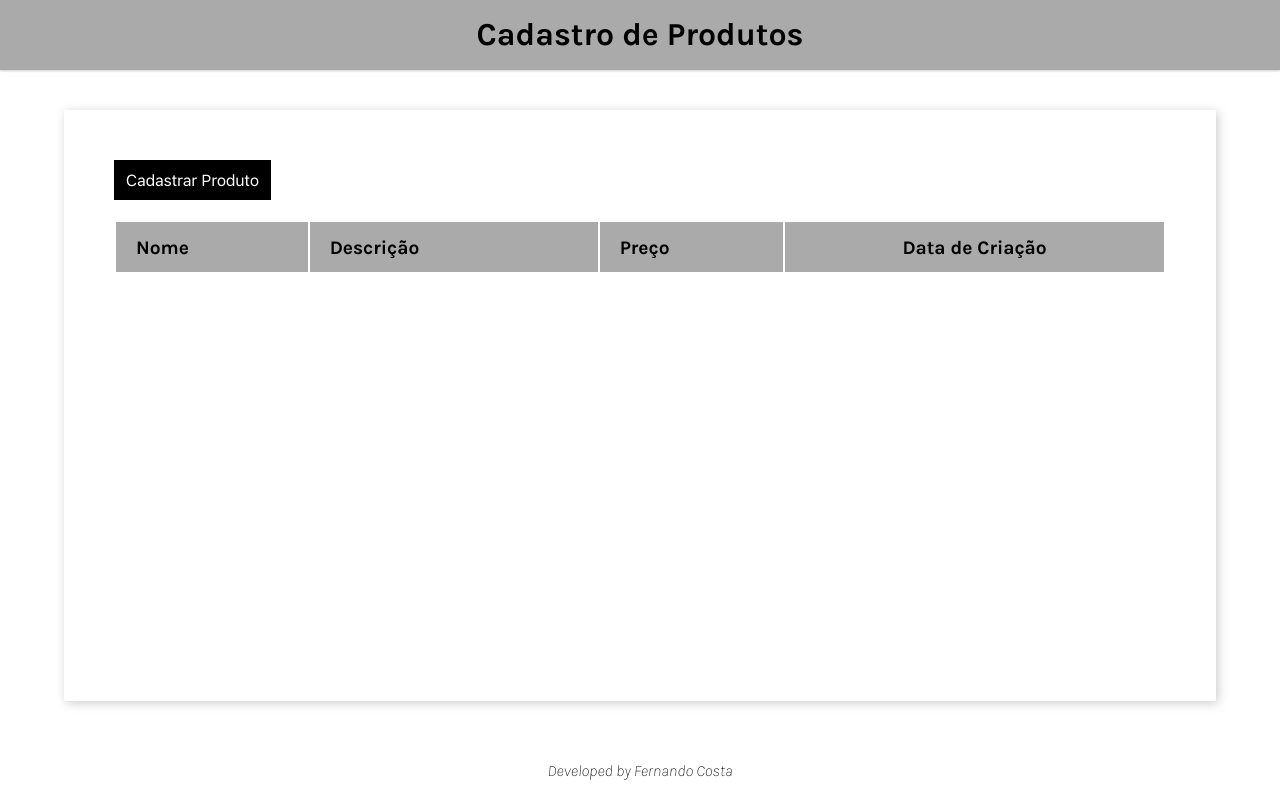 Cadastro de Produtos
Cadastrar Produto
Nome Descrição Preço Data de Criação
Developed by Fernando Costa